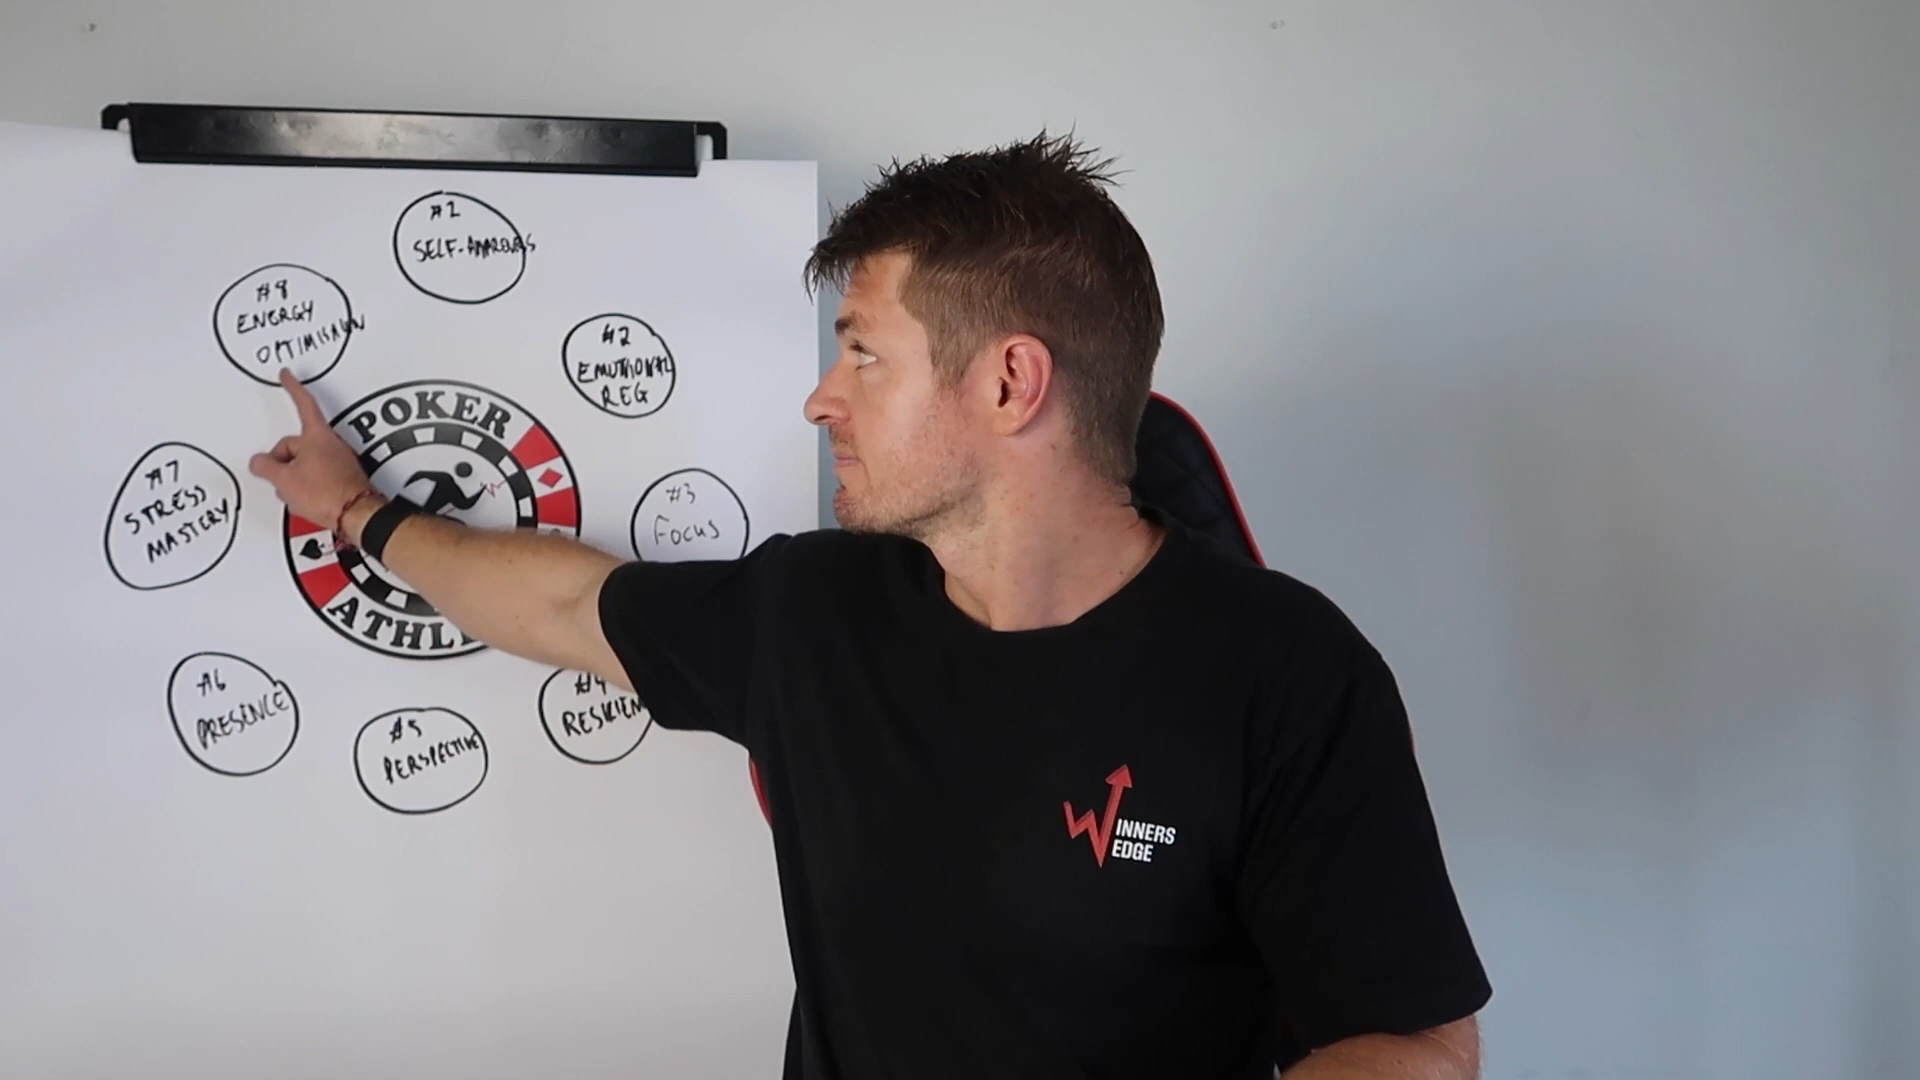 #1
SELF-AWARENESS
#8
ENERGY
OPTIMISATION
#2
EMOTIONAL
REG
POKER
#7
STRESS
MASTERY
#3
FOCUS
ATHL
#6
PRESENCE
#4
RESILIEN
#5
PERSPECTIVE
WINNERS
EDGE